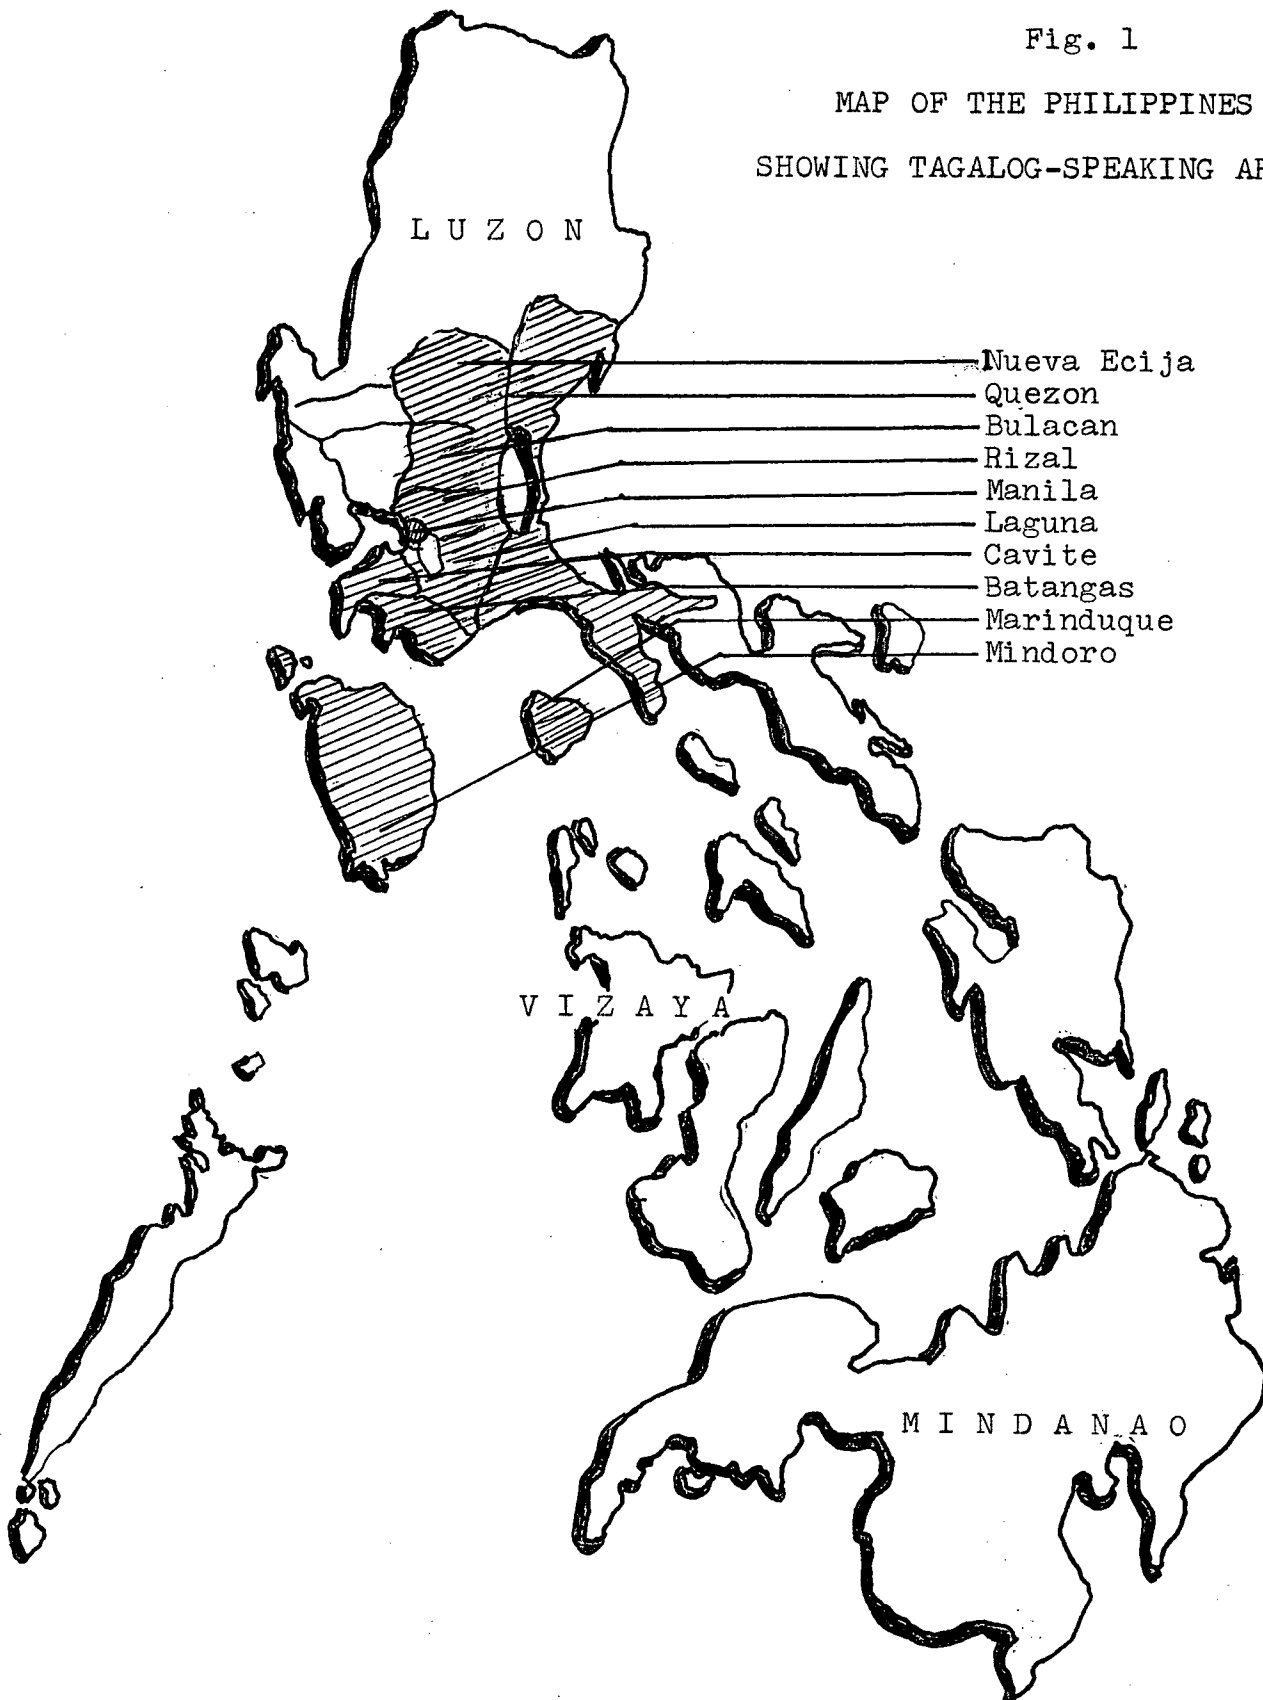 Fig. 1
MAP OF THE PHILIPPINES
SHOWING TAGALOG-SPEAKING
L U Z O N
Nueva Ecija
Quezon
Bulacan
Rizal
Manila
Laguna
Cavite
Batangas
Marinduque
Mindoro
V I Z A Y A
M I N D A N A O